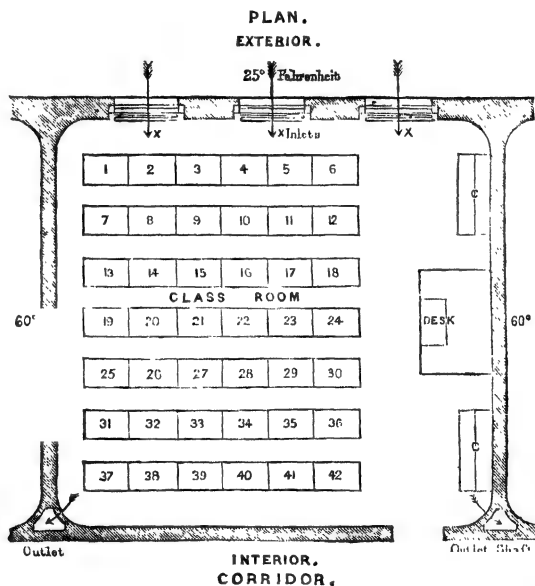 PLAN.
EXTERIOR.
25° Fahrenheit
x x Inlets x
1 2 3 4 5 6
C
7 8 9 10 11 12
13 14 15 16 17 18
CLASS ROOM
60° 19 20 21 22 23 24 DESK 60°
25 26 27 28 29 30
31 32 33 34 35 36
C
37 38 39 40 41 42
Outlet Outlet Shaft
INTERIOR.
CORRIDOR.